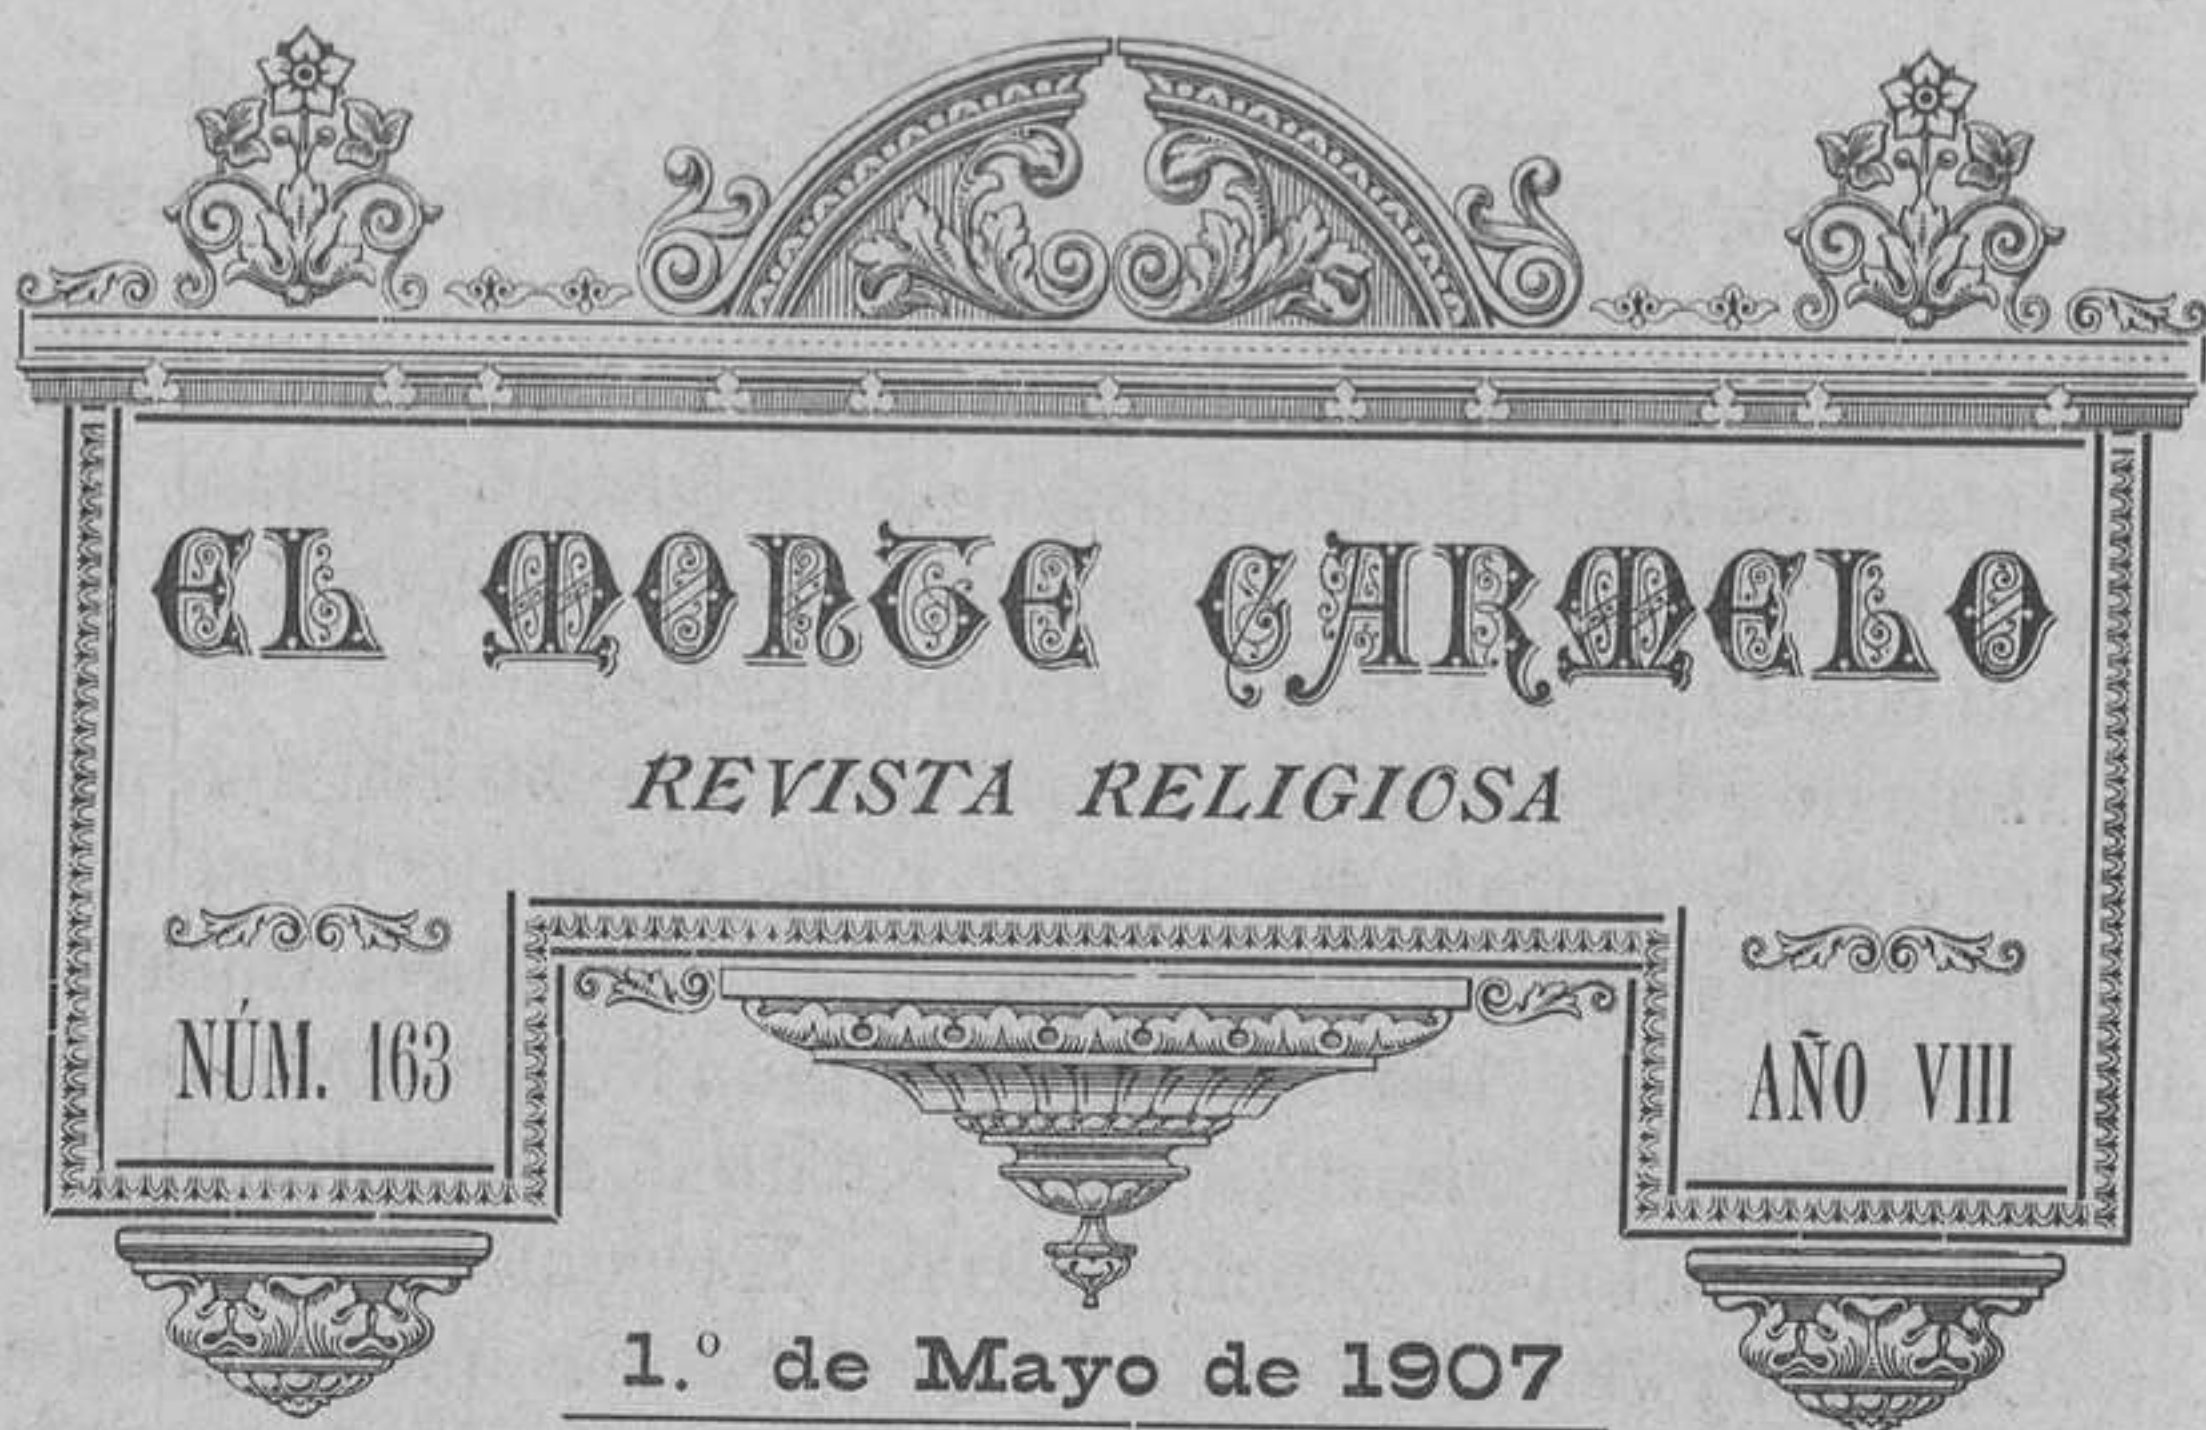 EL MONTE CARMELO
REVISTA RELIGIOSA
NÚM. 163
AÑO VIII
1.º de Mayo de 1907